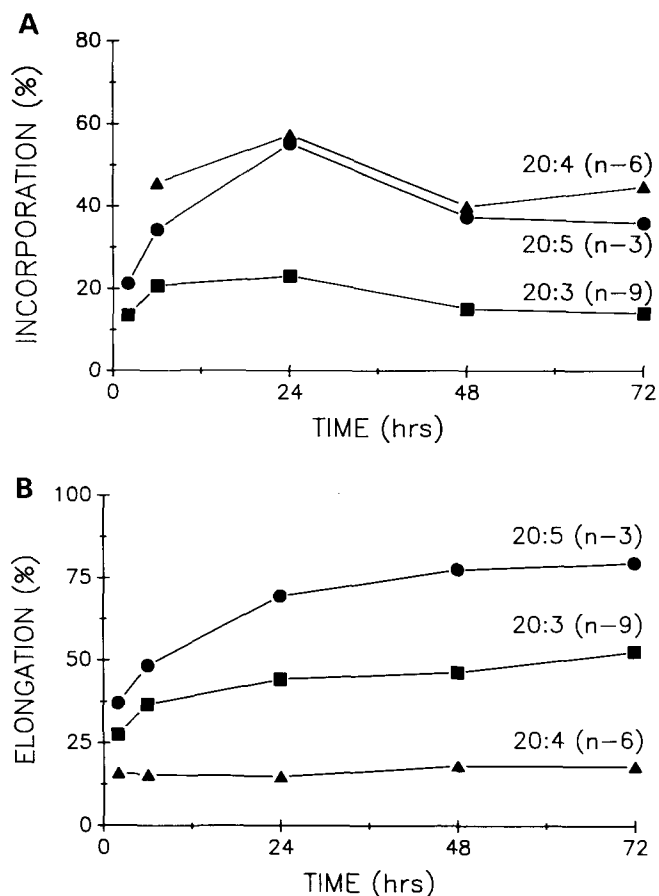 A
INCORPORATION (%)
80
60
40
20
0
20:4 (n−6)
20:5 (n−3)
20:3 (n−9)
0 24 48 72
TIME (hrs)
B
ELONGATION (%)
100
75
50
25
0
20:5 (n−3)
20:3 (n−9)
20:4 (n−6)
0 24 48 72
TIME (hrs)